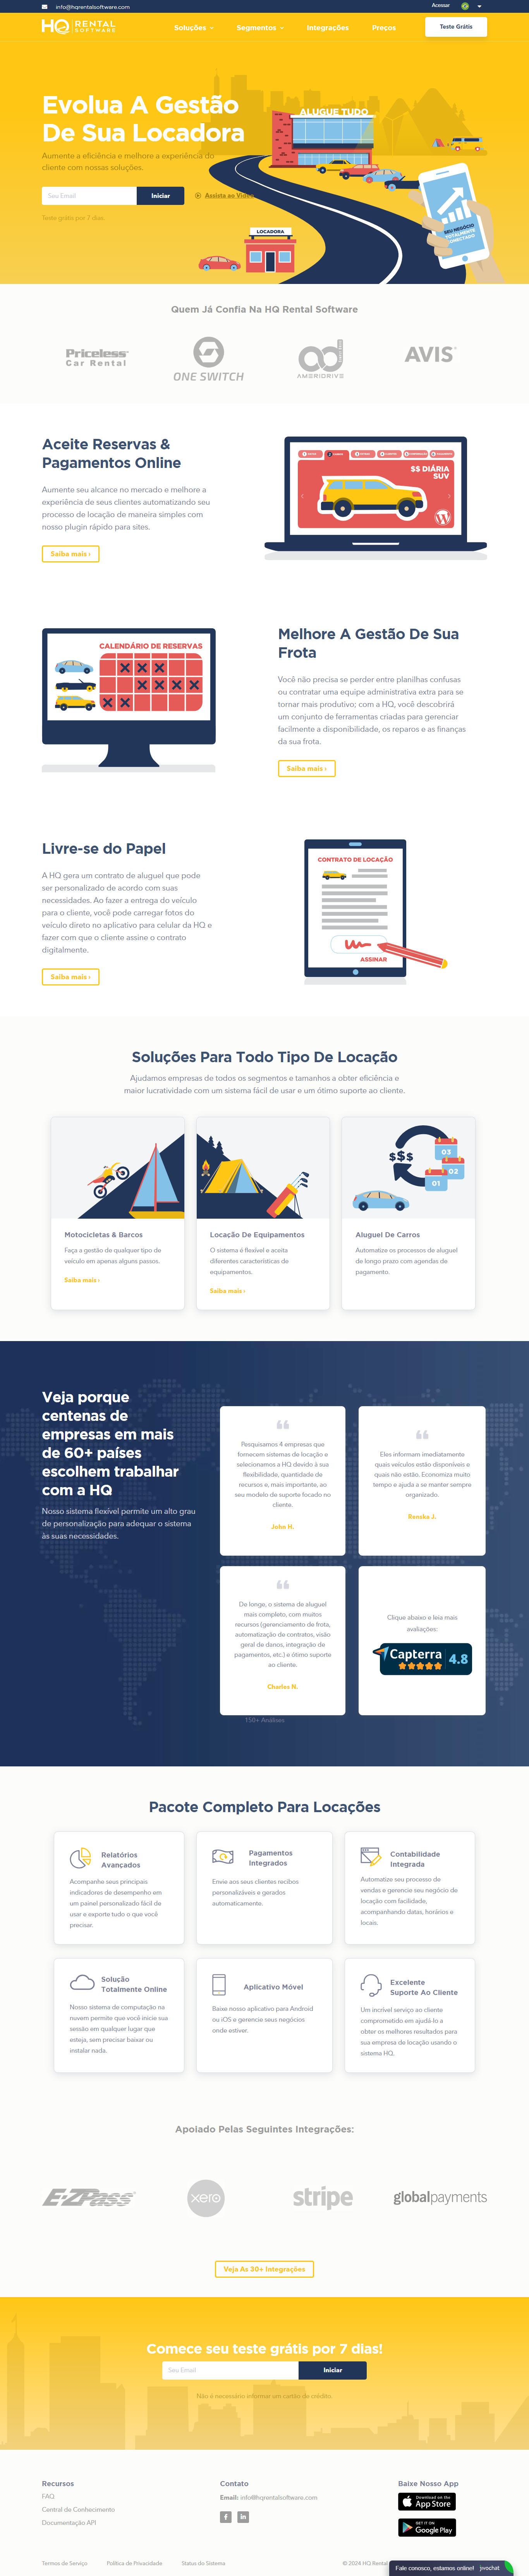 info@hqrentalsoftware.com
Acessar
HQ RENTAL SOFTWARE
Soluções
Segmentos
Integrações
Preços
Teste Grátis
Evolua A Gestão
De Sua Locadora
Aumente a eficiência e melhore a experiência do
cliente com nossas soluções.
Seu Email
Iniciar
Assista ao Vídeo
Teste grátis por 7 dias.
ALUGUE TUDO
LOCADORA
SEU NEGÓCIO
TOTALMENTE
CONECTADO
Quem Já Confia Na HQ Rental Software
Priceless
Car Rental
ONE SWITCH
AMERIDRIVE
AVIS
Aceite Reservas &
Pagamentos Online
Aumente seu alcance no mercado e melhore a
experiência de seus clientes automatizando seu
processo de locação de maneira simples com
nosso plugin rápido para sites.
Saiba mais ›
$$ DIÁRIA
SUV
CALENDÁRIO DE RESERVAS
Melhore A Gestão De Sua
Frota
Você não precisa se perder entre planilhas confusas
ou contratar uma equipe administrativa extra para se
tornar mais produtivo; com a HQ, você descobrirá
um conjunto de ferramentas criadas para gerenciar
facilmente a disponibilidade, os reparos e as finanças
da sua frota.
Saiba mais ›
Livre-se do Papel
A HQ gera um contrato de aluguel que pode
ser personalizado de acordo com suas
necessidades. Ao fazer a entrega do veículo
para o cliente, você pode carregar fotos do
veículo direto no aplicativo para celular da HQ e
fazer com que o cliente assine o contrato
digitalmente.
Saiba mais ›
CONTRATO DE LOCAÇÃO
ASSINAR
Soluções Para Todo Tipo De Locação
Ajudamos empresas de todos os segmentos e tamanhos a obter eficiência e
maior lucratividade com um sistema fácil de usar e um ótimo suporte ao cliente.
$$$
03
02
01
Motocicletas & Barcos
Faça a gestão de qualquer tipo de
veículo em apenas alguns passos.
Saiba mais ›
Locação De Equipamentos
O sistema é flexível e aceita
diferentes características de
equipamentos.
Saiba mais ›
Aluguel De Carros
Automatize os processos de aluguel
de longo prazo com agendas de
pagamento.
Veja porque
centenas de
empresas em mais
de 60+ países
escolhem trabalhar
com a HQ
Nosso sistema flexível permite um alto grau
de personalização para adequar o sistema
às suas necessidades.
Pesquisamos 4 empresas que
fornecem sistemas de locação e
selecionamos a HQ devido à sua
flexibilidade, quantidade de
recursos e, mais importante, ao
seu modelo de suporte focado no
cliente.
John H.
Eles informam imediatamente
quais veículos estão disponíveis e
quais não estão. Economiza muito
tempo e ajuda a se manter sempre
organizado.
Renske J.
De longe, o sistema de aluguel
mais completo, com muitos
recursos (gerenciamento de frota,
automatização de contratos, visão
geral de danos, integração de
pagamentos, etc.) e ótimo suporte
ao cliente.
Charles N.
Clique abaixo e leia mais
avaliações:
Capterra 4.8
150+ Análises
Pacote Completo Para Locações
Relatórios
Avançados
Acompanhe seus principais
indicadores de desempenho em
um painel personalizado fácil de
usar e exporte tudo o que você
precisar.
Pagamentos
Integrados
Envie aos seus clientes recibos
personalizáveis e gerados
automaticamente.
Contabilidade
Integrada
Automatize seu processo de
vendas e gerencie seu negócio de
locação com facilidade,
acompanhando datas, horários e
locais.
Solução
Totalmente Online
Nosso sistema de computação na
nuvem permite que você inicie sua
sessão em qualquer lugar que
esteja, sem precisar baixar ou
instalar nada.
Aplicativo Móvel
Baixe nosso aplicativo para Android
ou iOS e gerencie seus negócios
onde estiver.
Excelente
Suporte Ao Cliente
Um incrível serviço ao cliente
comprometido em ajudá-lo a
obter os melhores resultados para
sua empresa de locação usando o
sistema HQ.
Apoiado Pelas Seguintes Integrações:
E-ZPass
xero
stripe
globalpayments
Veja As 30+ Integrações
Comece seu teste grátis por 7 dias!
Seu Email
Iniciar
Não é necessário informar um cartão de crédito.
Recursos
FAQ
Central de Conhecimento
Documentação API
Contato
Email: info@hqrentalsoftware.com
Baixe Nosso App
Download on the
App Store
GET IT ON
Google Play
Termos de Serviço
Política de Privacidade
Status do Sistema
© 2024 HQ Rental
Fale conosco, estamos online!
jivochat